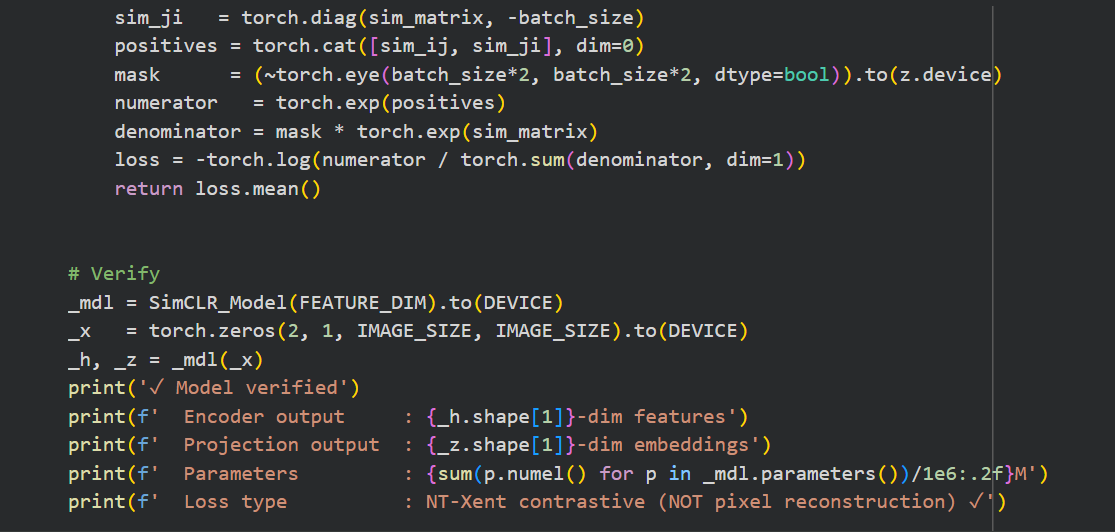 sim_ji   = torch.diag(sim_matrix, -batch_size)
positives = torch.cat([sim_ij, sim_ji], dim=0)
mask      = (~torch.eye(batch_size*2, batch_size*2, dtype=bool)).to(z.device)
numerator   = torch.exp(positives)
denominator = mask * torch.exp(sim_matrix)
loss = -torch.log(numerator / torch.sum(denominator, dim=1))
return loss.mean()
# Verify
_mdl = SimCLR_Model(FEATURE_DIM).to(DEVICE)
_x   = torch.zeros(2, 1, IMAGE_SIZE, IMAGE_SIZE).to(DEVICE)
_h, _z = _mdl(_x)
print('✓ Model verified')
print(f'  Encoder output     : {_h.shape[1]}-dim features')
print(f'  Projection output  : {_z.shape[1]}-dim embeddings')
print(f'  Parameters         : {sum(p.numel() for p in _mdl.parameters())/1e6:.2f}M')
print(f'  Loss type          : NT-Xent contrastive (NOT pixel reconstruction) ✓')